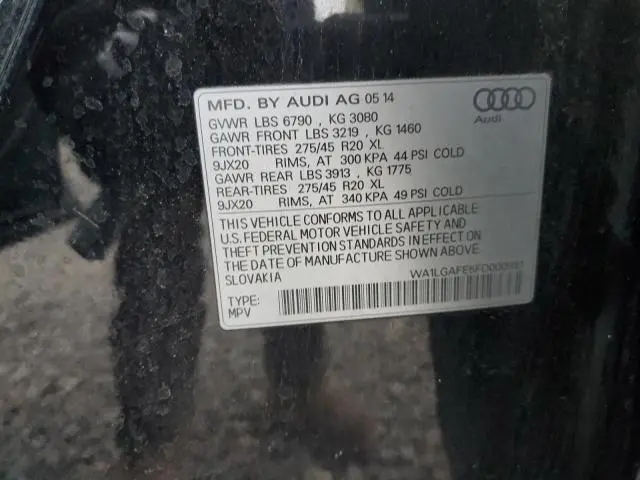 MFD. BY AUDI AG 05 14
GVWR LBS 6790 , KG 3080
GAWR FRONT LBS 3219 , KG 1460
FRONT-TIRES 275/45 R20 XL
9JX20 RIMS, AT 300 KPA 44 PSI COLD
GAWR REAR LBS 3913 , KG 1775
REAR-TIRES 275/45 R20 XL
9JX20 RIMS, AT 340 KPA 49 PSI COLD
Audi
THIS VEHICLE CONFORMS TO ALL APPLICABLE
U.S. FEDERAL MOTOR VEHICLE SAFETY AND
THEFT PREVENTION STANDARDS IN EFFECT ON
THE DATE OF MANUFACTURE SHOWN ABOVE
SLOVAKIA
TYPE:
MPV